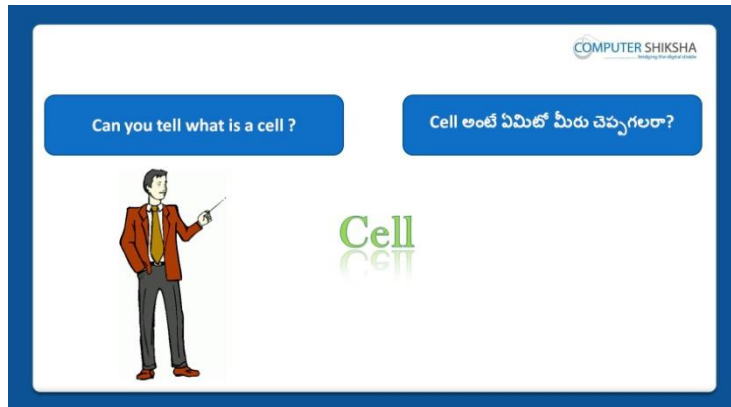 COMPUTER SHIKSHA
bridging the digital divide
Can you tell what is a cell ?
Cell అంటే ఏమిటో మీరు చెప్పగలరా?
Cell